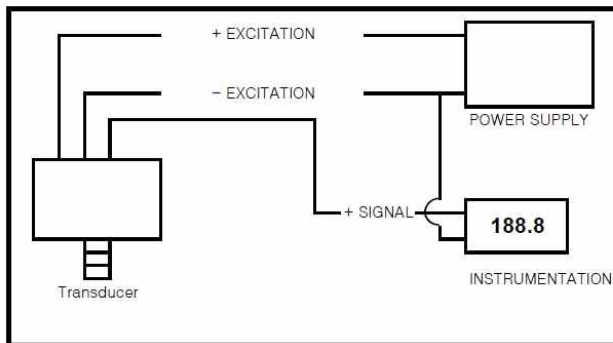 + EXCITATION
− EXCITATION
POWER SUPPLY
+ SIGNAL
188.8
INSTRUMENTATION
Transducer